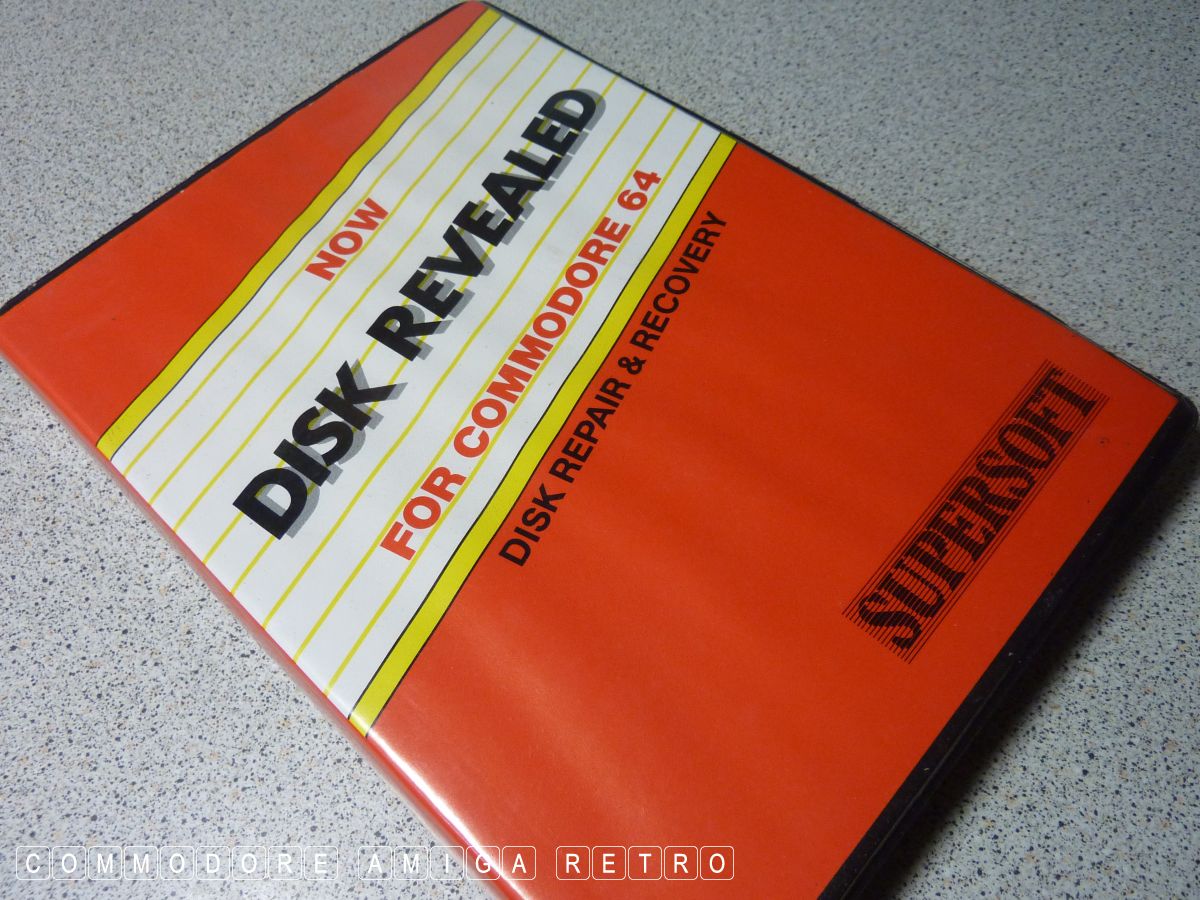 NOW
DISK REVEALED
FOR COMMODORE 64
DISK REPAIR & RECOVERY
SUPERSOFT
COMMODORE AMIGA RETRO